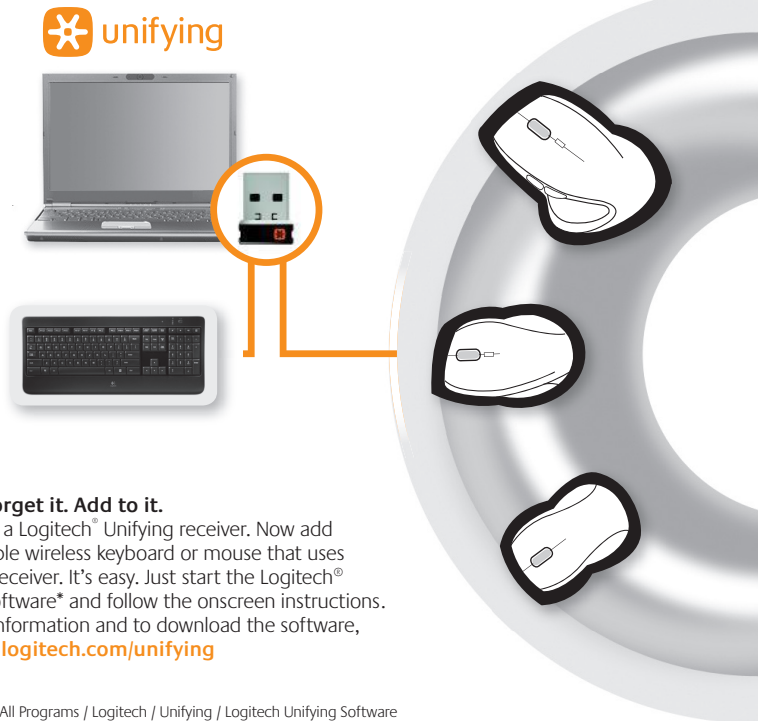 unifying
orget it. Add to it.
a Logitech® Unifying receiver. Now add
ble wireless keyboard or mouse that uses
eceiver. It's easy. Just start the Logitech®
oftware* and follow the onscreen instructions.
nformation and to download the software,
logitech.com/unifying
All Programs / Logitech / Unifying / Logitech Unifying Software